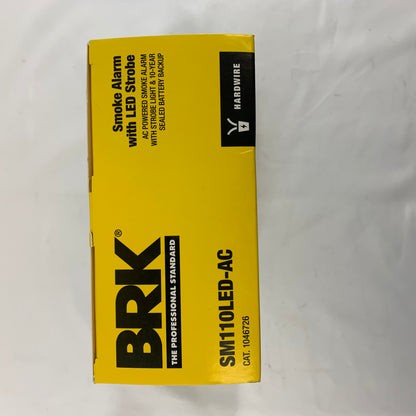 BRK®
THE PROFESSIONAL STANDARD
Smoke Alarm
with LED Strobe
AC POWERED SMOKE ALARM
WITH STROBE LIGHT & 10-YEAR
SEALED BATTERY BACKUP
SM110LED-AC
CAT. 1046726
HARDWIRE